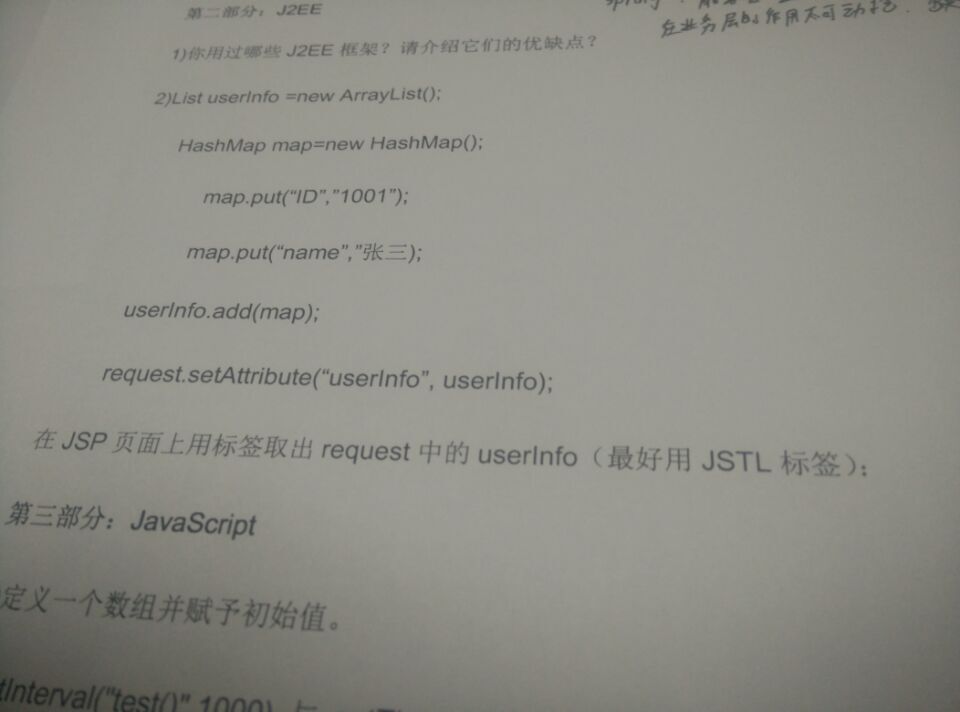 在业务层的作用不可动摇.
第二部分：J2EE
1)你用过哪些 J2EE 框架？请介绍它们的优缺点？
2)List userInfo =new ArrayList();
HashMap map=new HashMap();
map.put(“ID”,”1001”);
map.put(“name”,”张三);
userInfo.add(map);
request.setAttribute(“userInfo”, userInfo);
在 JSP 页面上用标签取出 request 中的 userInfo（最好用 JSTL 标签）：
第三部分：JavaScript
定义一个数组并赋予初始值。
tInterval("test()",1000) 与